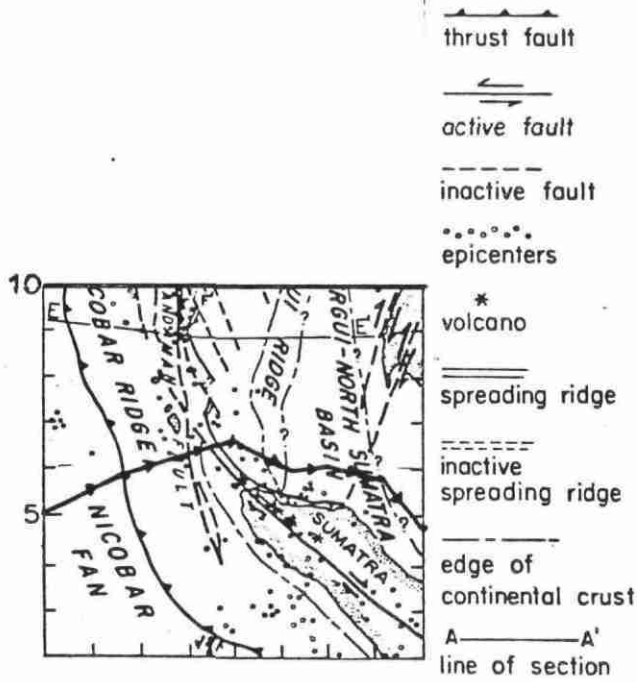 thrust fault
active fault
inactive fault
epicenters
volcano
spreading ridge
inactive
spreading ridge
edge of
continental crust
A A'
line of section
10
5
E
COBAR RIDGE
FAULT
NICOBAR
FAN
RIDGE
RGUI-NORTH SUMATRA
BASIN
SUMATRA
?
?
?
?